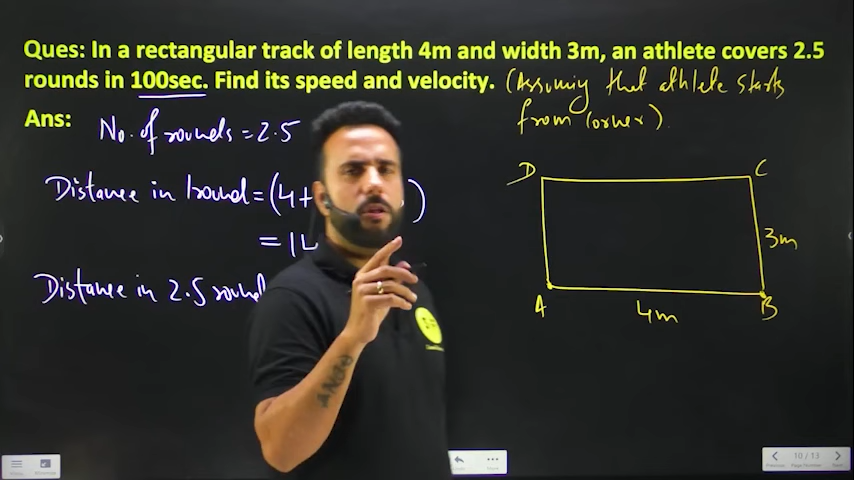 Ques: In a rectangular track of length 4m and width 3m, an athlete covers 2.5
rounds in 100sec. Find its speed and velocity. (Assuming that athlete starts
from corner)
Ans: No. of rounds = 2.5
Distance in 1 round = (4+ )
= 14
Distance in 2.5 round
D C
3m
A B
4m
10 / 13